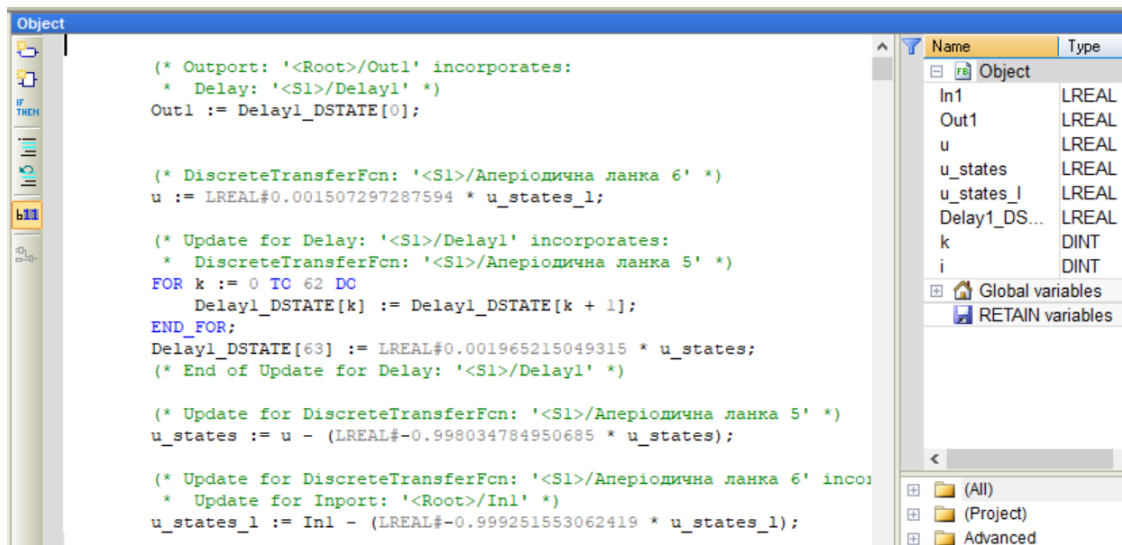 Object
(* Outport: '<Root>/Out1' incorporates:
*  Delay: '<S1>/Delay1' *)
Out1 := Delay1_DSTATE[0];
(* DiscreteTransferFcn: '<S1>/Аперіодична ланка 6' *)
u := LREAL#0.001507297287594 * u_states_l;
(* Update for Delay: '<S1>/Delay1' incorporates:
*  DiscreteTransferFcn: '<S1>/Аперіодична ланка 5' *)
FOR k := 0 TO 62 DO
Delay1_DSTATE[k] := Delay1_DSTATE[k + 1];
END_FOR;
Delay1_DSTATE[63] := LREAL#0.001965215049315 * u_states;
(* End of Update for Delay: '<S1>/Delay1' *)
(* Update for DiscreteTransferFcn: '<S1>/Аперіодична ланка 5' *)
u_states := u - (LREAL#-0.998034784950685 * u_states);
(* Update for DiscreteTransferFcn: '<S1>/Аперіодична ланка 6' incor
*  Update for Inport: '<Root>/In1' *)
u_states_l := In1 - (LREAL#-0.999251553062419 * u_states_l);
IF
THEN
Name Type
FB Object
In1 LREAL
Out1 LREAL
u LREAL
u_states LREAL
u_states_l LREAL
Delay1_DS... LREAL
k DINT
i DINT
Global variables
RETAIN variables
(All)
(Project)
Advanced